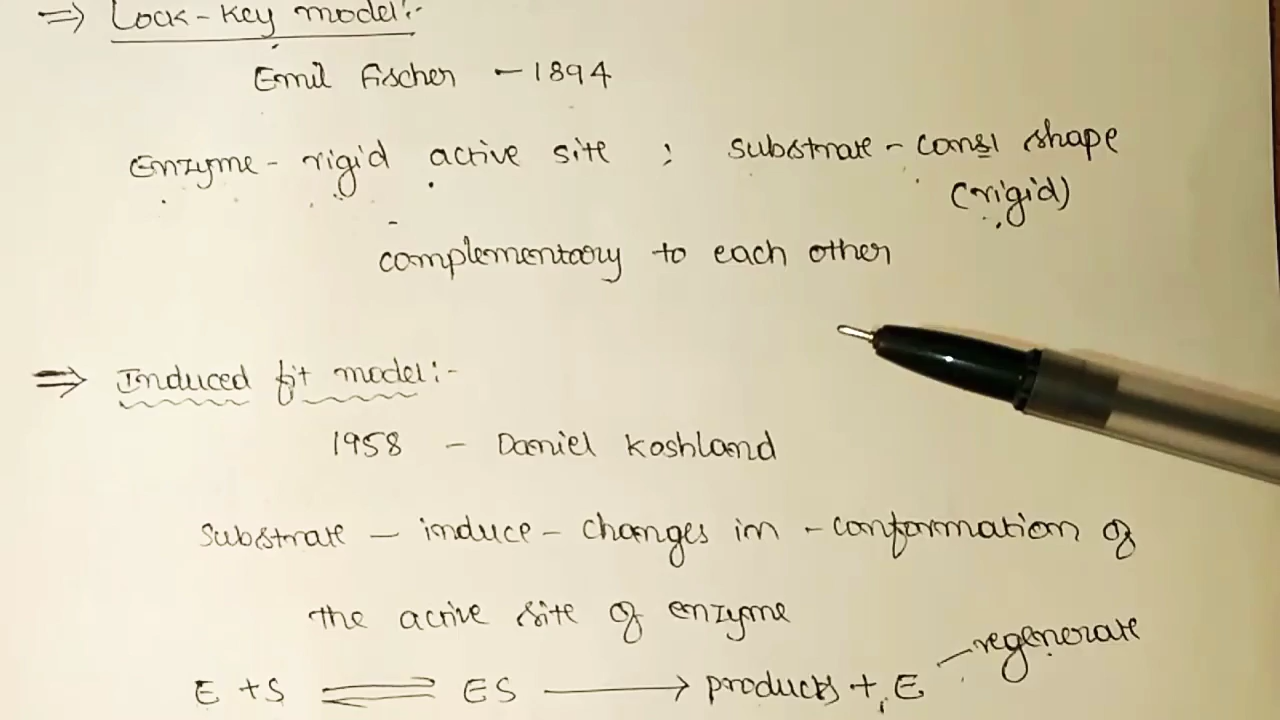 ⇒ Lock-Key model:-
Emil Fischer - 1894
Enzyme - rigid active site ; substrate - const shape
(rigid)
complementary to each other
⇒ Induced fit model:-
1958 - Daniel Koshland
Substrate - induce - changes in - conformation of
the active site of enzyme
regenerate
E + S ⇌ ES ⟶ products + E